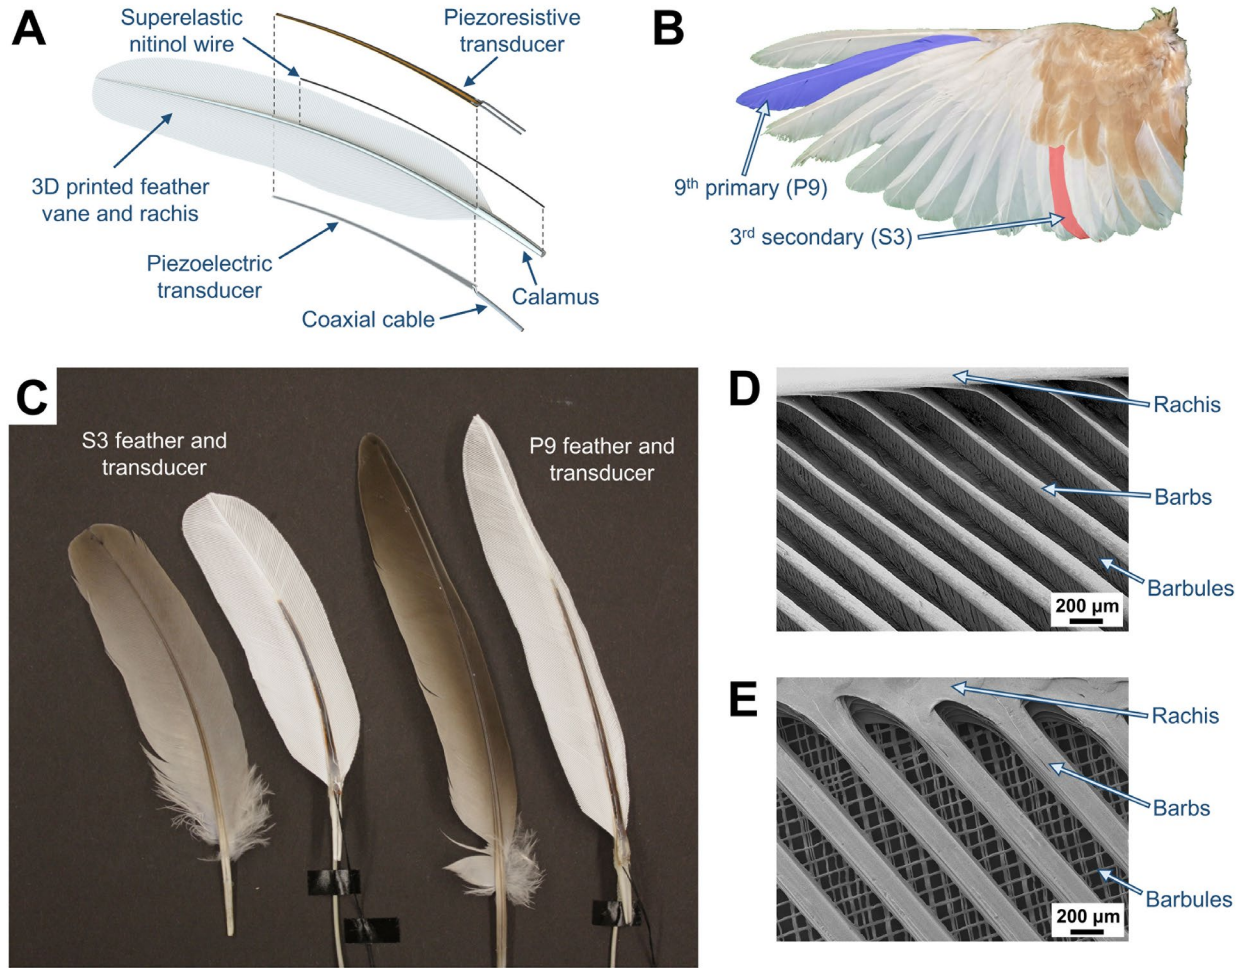 A
Superelastic
nitinol wire
Piezoresistive
transducer
3D printed feather
vane and rachis
Piezoelectric
transducer
Calamus
Coaxial cable
B
9th primary (P9)
3rd secondary (S3)
C
S3 feather and
transducer
P9 feather and
transducer
D
Rachis
Barbs
Barbules
200 µm
E
Rachis
Barbs
Barbules
200 µm